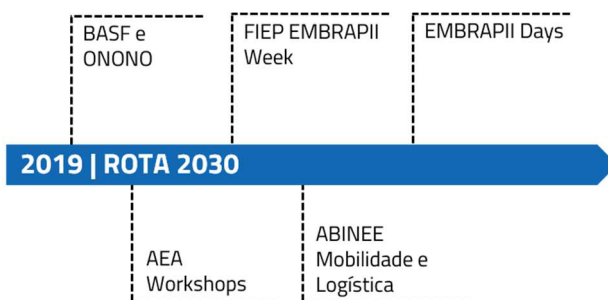 BASF e
ONONO
FIEP EMBRAPII
Week
EMBRAPII Days
2019 | ROTA 2030
AEA
Workshops
ABINEE
Mobilidade e
Logística